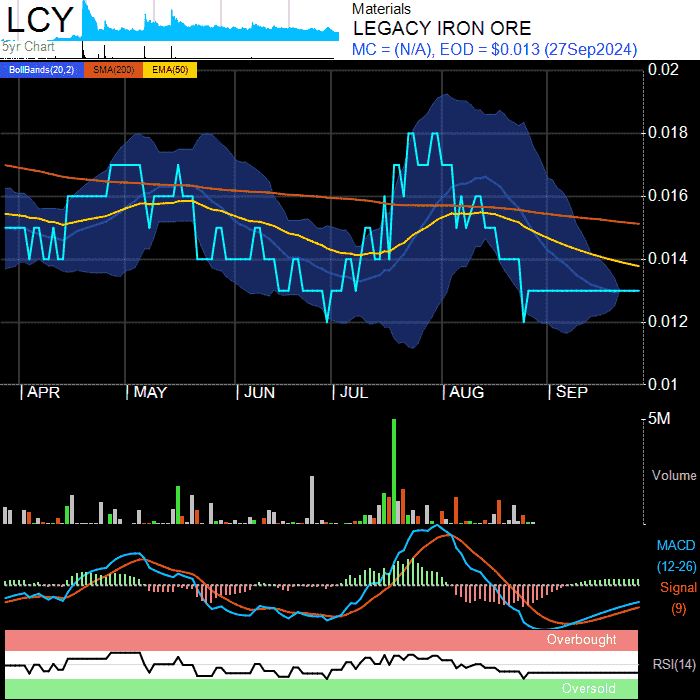 LCY
5yr Chart
Materials
LEGACY IRON ORE
MC = (N/A), EOD = $0.013 (27Sep2024)
BollBands(20,2) SMA(200) EMA(50)
0.02
0.018
0.016
0.014
0.012
0.01
APR MAY JUN JUL AUG SEP
5M
Volume
MACD
(12-26)
Signal
(9)
Overbought
RSI(14)
Oversold